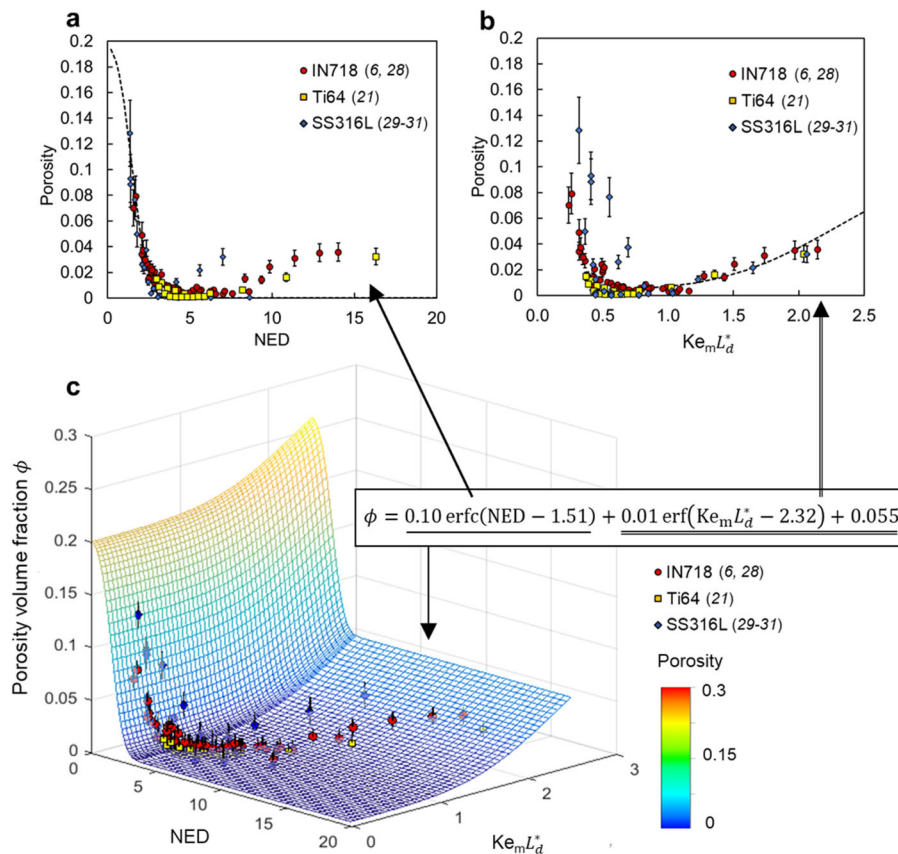 a
Porosity
0.2
0.18
0.16
0.14
0.12
0.1
0.08
0.06
0.04
0.02
0
0
5
10
15
20
NED
IN718 (6, 28)
Ti64 (21)
SS316L (29-31)
b
Porosity
0.2
0.18
0.16
0.14
0.12
0.1
0.08
0.06
0.04
0.02
0
0.0
0.5
1.0
1.5
2.0
2.5
KeₘL*d
IN718 (6, 28)
Ti64 (21)
SS316L (29-31)
c
Porosity volume fraction ϕ
0.3
0.25
0.2
0.15
0.1
0.05
0
0
5
10
15
20
NED
0
1
2
3
KeₘL*d
ϕ = 0.10 erfc(NED − 1.51) + 0.01 erf(KeₘL*d − 2.32) + 0.055
IN718 (6, 28)
Ti64 (21)
SS316L (29-31)
Porosity
0.3
0.15
0